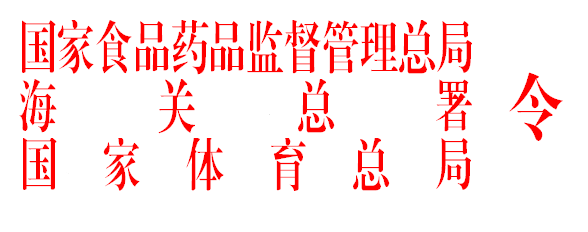 国家食品药品监督管理总局
海关总署
国家体育总局
令